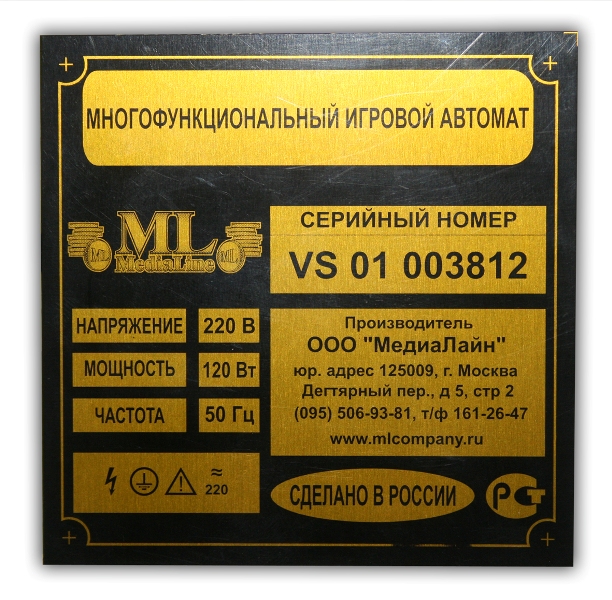 МНОГОФУНКЦИОНАЛЬНЫЙ ИГРОВОЙ АВТОМАТ
ML
MediaLine
ML
ML
СЕРИЙНЫЙ НОМЕР
VS 01 003812
НАПРЯЖЕНИЕ 220 В
МОЩНОСТЬ 120 Вт
ЧАСТОТА 50 Гц
Производитель
ООО "МедиаЛайн"
юр. адрес 125009, г. Москва
Дегтярный пер., д 5, стр 2
(095) 506-93-81, т/ф 161-26-47
www.mlcompany.ru
≈
220
СДЕЛАНО В РОССИИ
РСТ